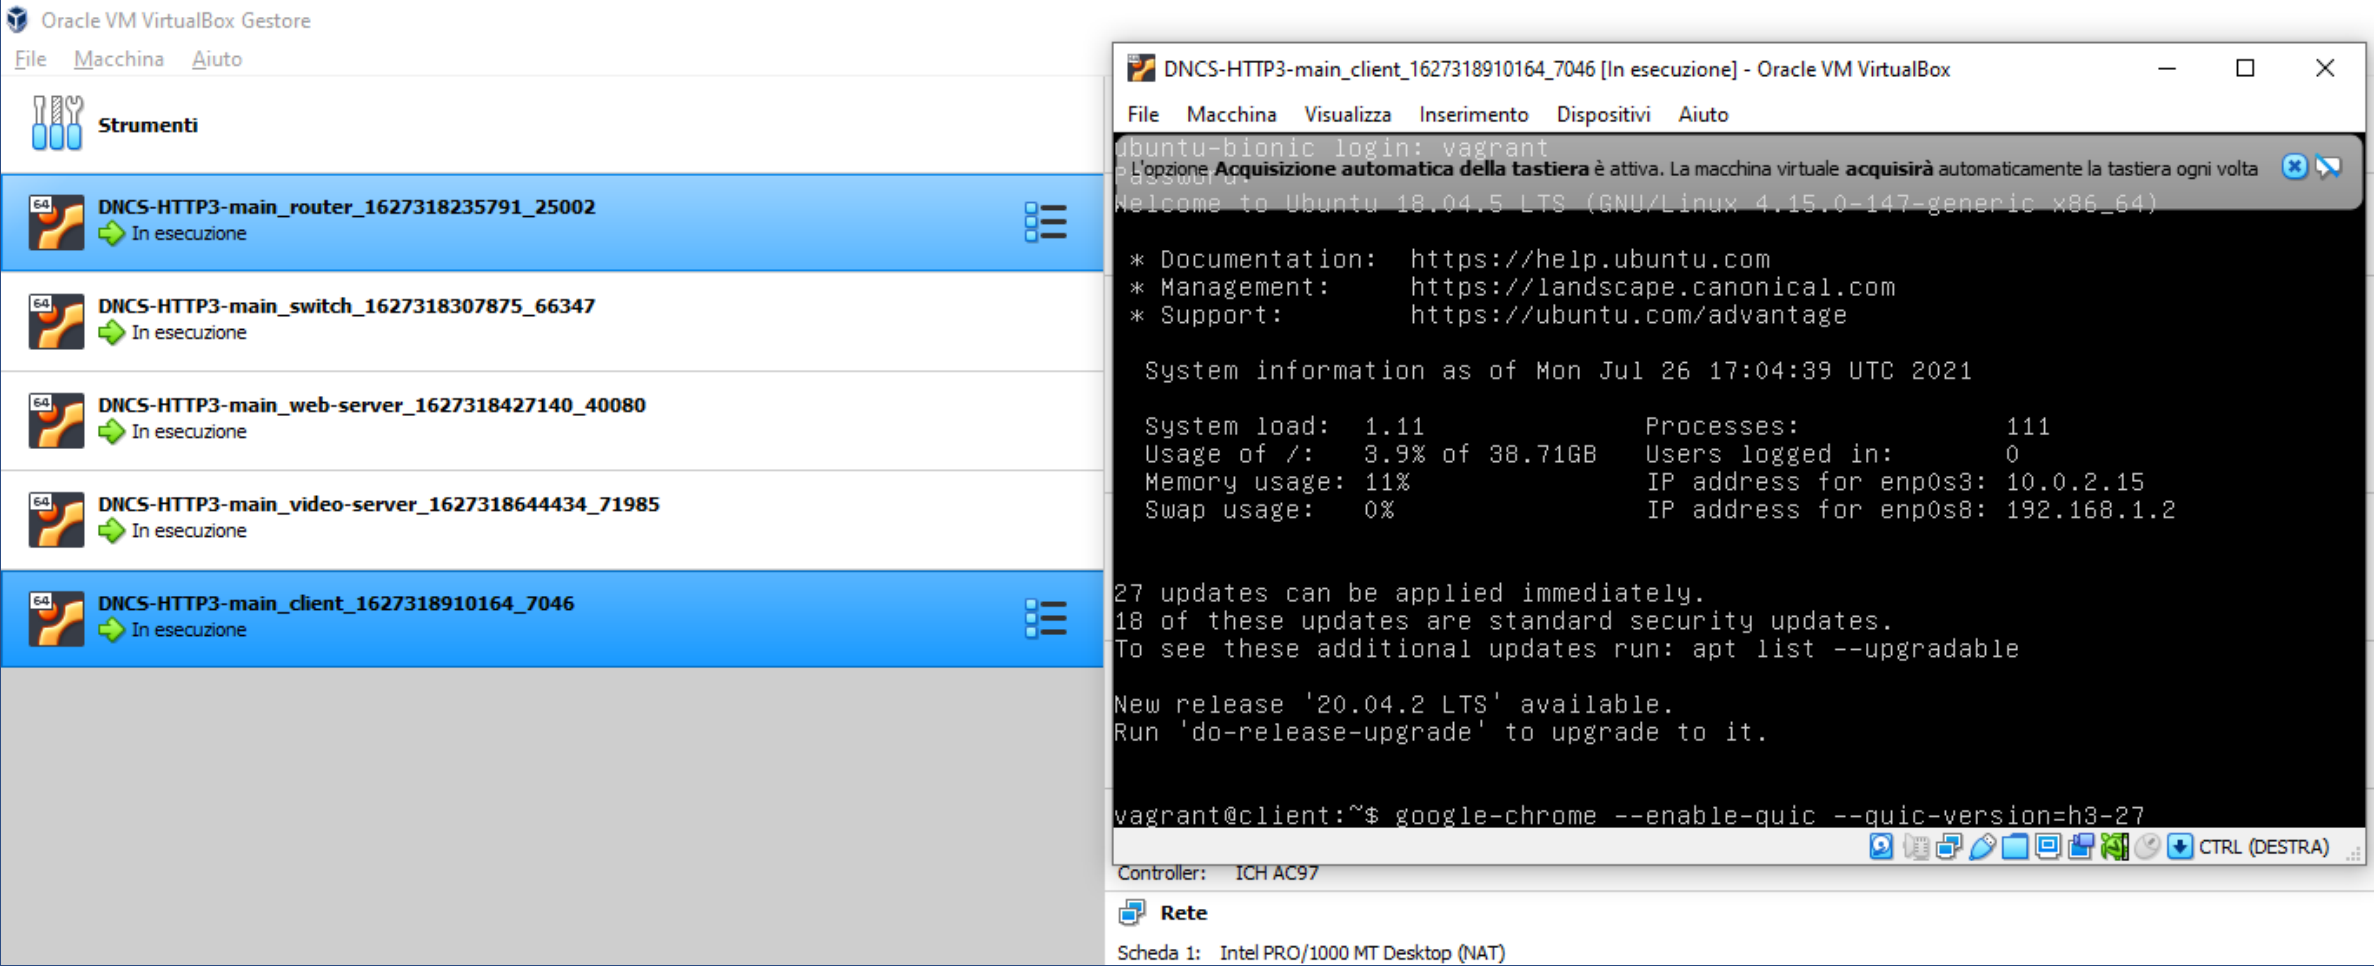 Oracle VM VirtualBox Gestore
File Macchina Aiuto
Strumenti
64
DNCS-HTTP3-main_router_1627318235791_25002
In esecuzione
64
DNCS-HTTP3-main_switch_1627318307875_66347
In esecuzione
64
DNCS-HTTP3-main_web-server_1627318427140_40080
In esecuzione
64
DNCS-HTTP3-main_video-server_1627318644434_71985
In esecuzione
64
DNCS-HTTP3-main_client_1627318910164_7046
In esecuzione
DNCS-HTTP3-main_client_1627318910164_7046 [In esecuzione] - Oracle VM VirtualBox
File Macchina Visualizza Inserimento Dispositivi Aiuto
ubuntu-bionic login: vagrant
Password:
L'opzione Acquisizione automatica della tastiera è attiva. La macchina virtuale acquisirà automaticamente la tastiera ogni volta
Welcome to Ubuntu 18.04.5 LTS (GNU/Linux 4.15.0-147-generic x86_64)
* Documentation: https://help.ubuntu.com
* Management: https://landscape.canonical.com
* Support: https://ubuntu.com/advantage
System information as of Mon Jul 26 17:04:39 UTC 2021
System load: 1.11 Processes: 111
Usage of /: 3.9% of 38.71GB Users logged in: 0
Memory usage: 11% IP address for enp0s3: 10.0.2.15
Swap usage: 0% IP address for enp0s8: 192.168.1.2
27 updates can be applied immediately.
18 of these updates are standard security updates.
To see these additional updates run: apt list --upgradable
New release '20.04.2 LTS' available.
Run 'do-release-upgrade' to upgrade to it.
vagrant@client:~$ google-chrome --enable-quic --quic-version=h3-27
CTRL (DESTRA)
Controller: ICH AC97
Rete
Scheda 1: Intel PRO/1000 MT Desktop (NAT)